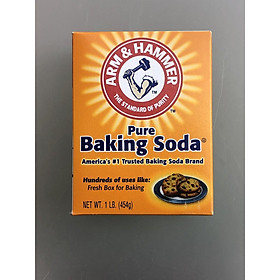 ARM & HAMMER
THE STANDARD OF PURITY
TM
Pure
Baking Soda®
America's #1 Trusted Baking Soda Brand
Hundreds of uses like:
Fresh Box for Baking
NET WT. 1 LB. (454g)